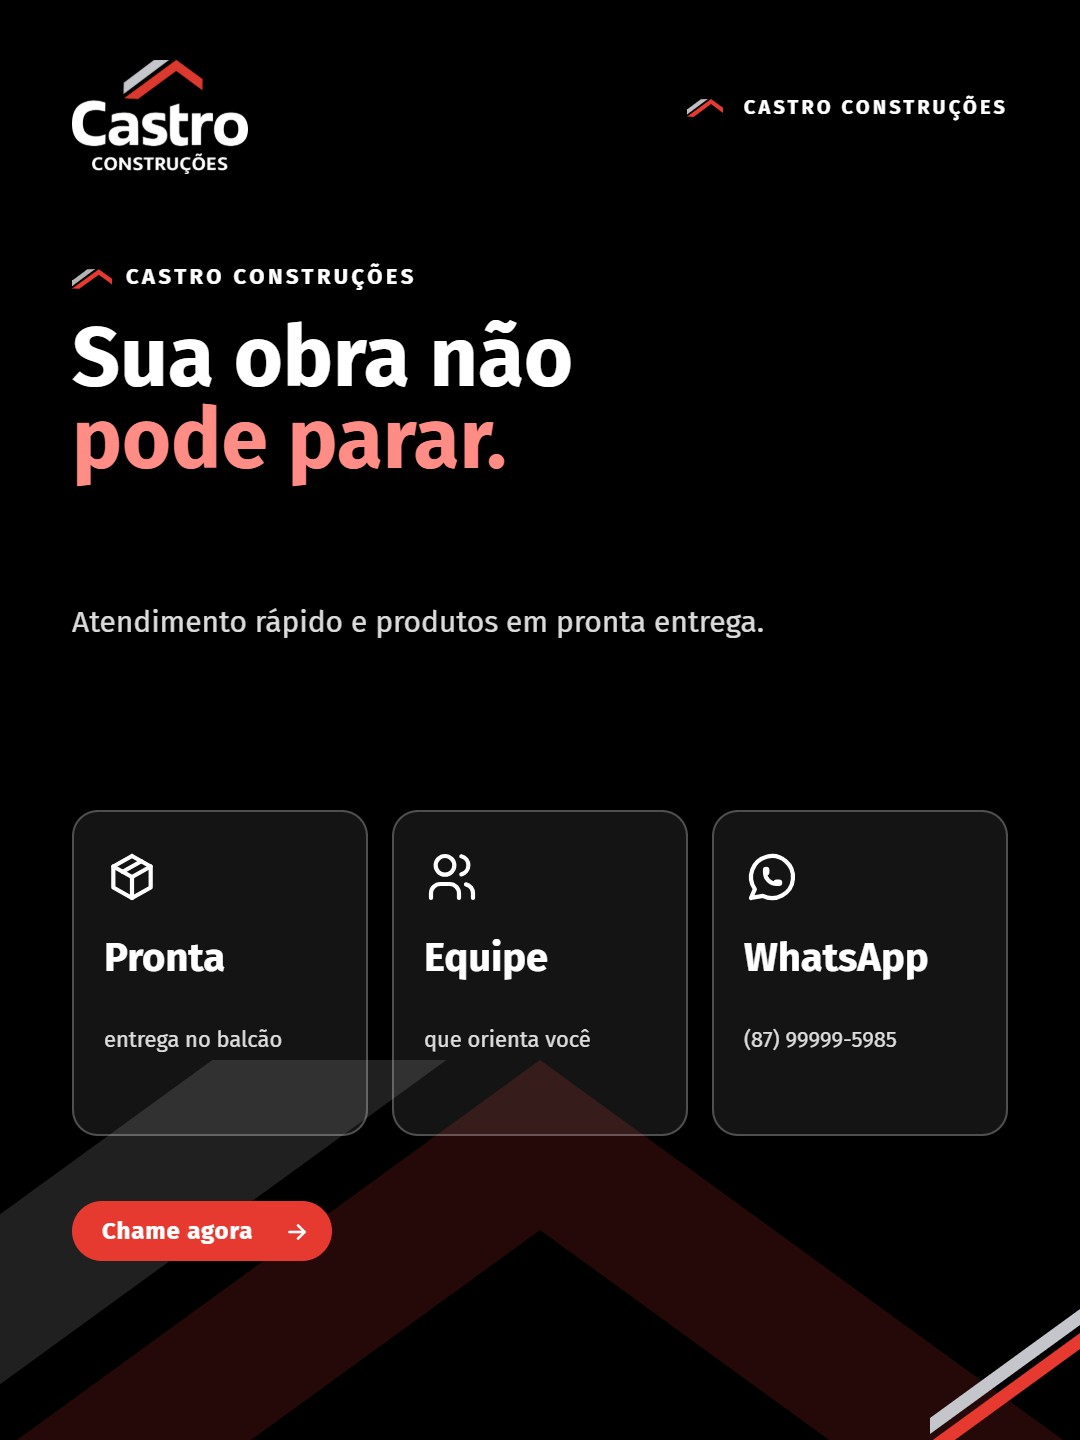 Castro
CONSTRUÇÕES
CASTRO CONSTRUÇÕES
CASTRO CONSTRUÇÕES
Sua obra não
pode parar.
Atendimento rápido e produtos em pronta entrega.
Pronta
entrega no balcão
Equipe
que orienta você
WhatsApp
(87) 99999-5985
Chame agora